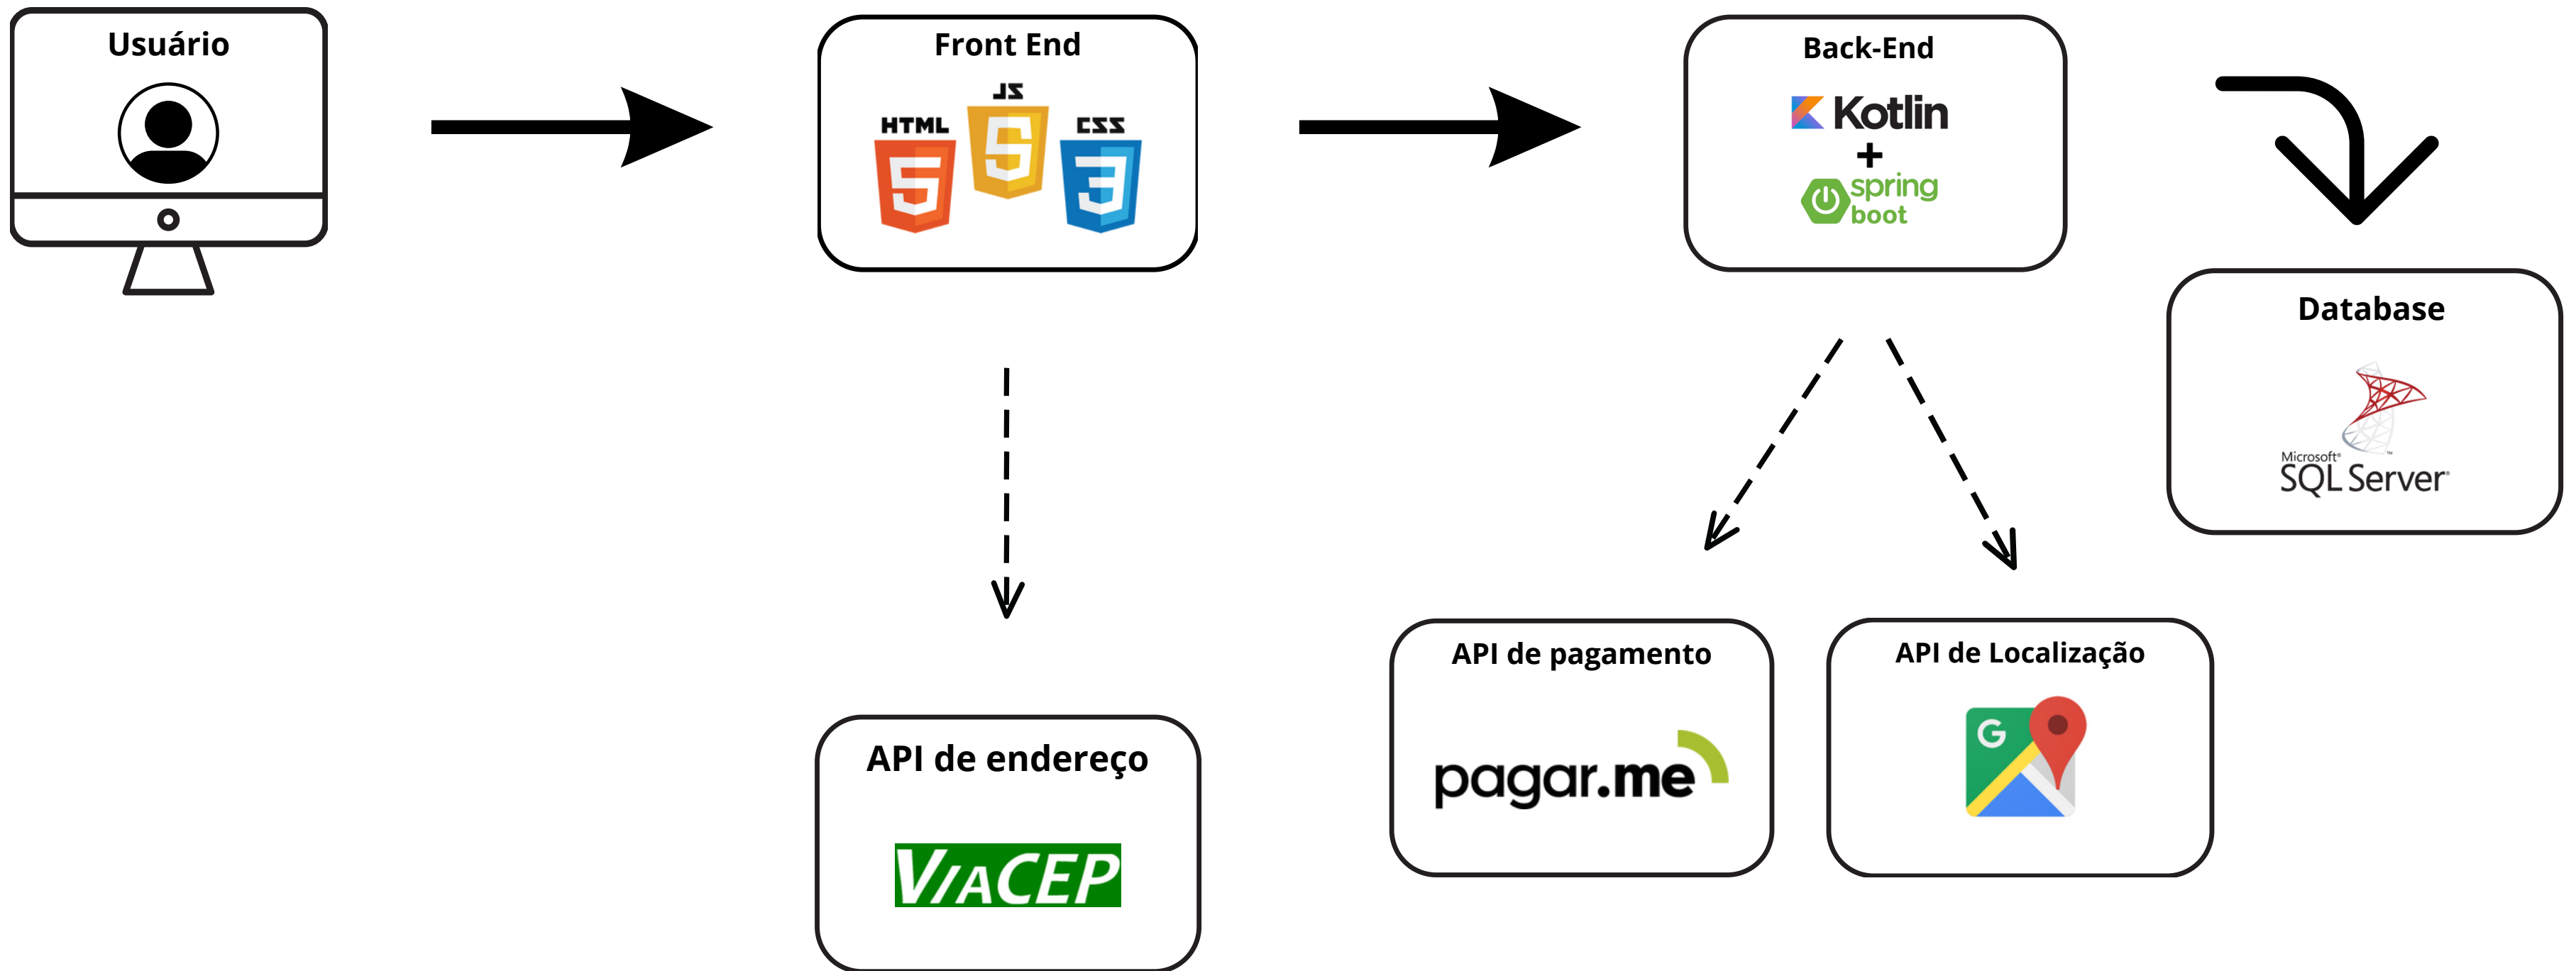 Usuário
Front End
JS
HTML
CSS
Back-End
Kotlin
+
spring
boot
Database
Microsoft®
SQL Server®
API de pagamento
pagar.me
API de Localização
G
API de endereço
VIACEP